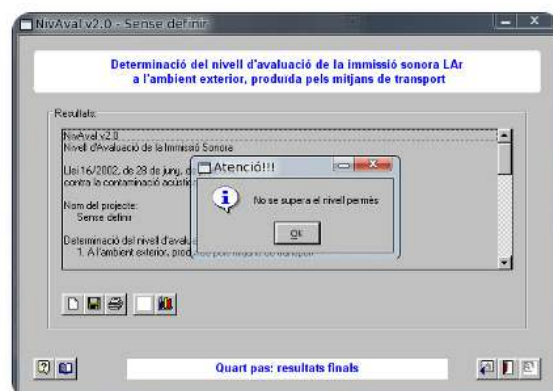 NivAval v2.0 - Sense definir
Determinació del nivell d'avaluació de la immissió sonora LAr
a l'ambient exterior, produïda pels mitjans de transport
Resultats:
NivAval v2.0
Nivell d'Avaluació de la Immissió Sonora
Llei 16/2002, de 28 de juny, de
contra la contaminació acústic
Nom del projecte:
Sense definir
Determinació del nivell d'avalu
1. A l'ambient exterior, prod
Atenció!!!
No se supera el nivell permès
Ok
Quart pas: resultats finals